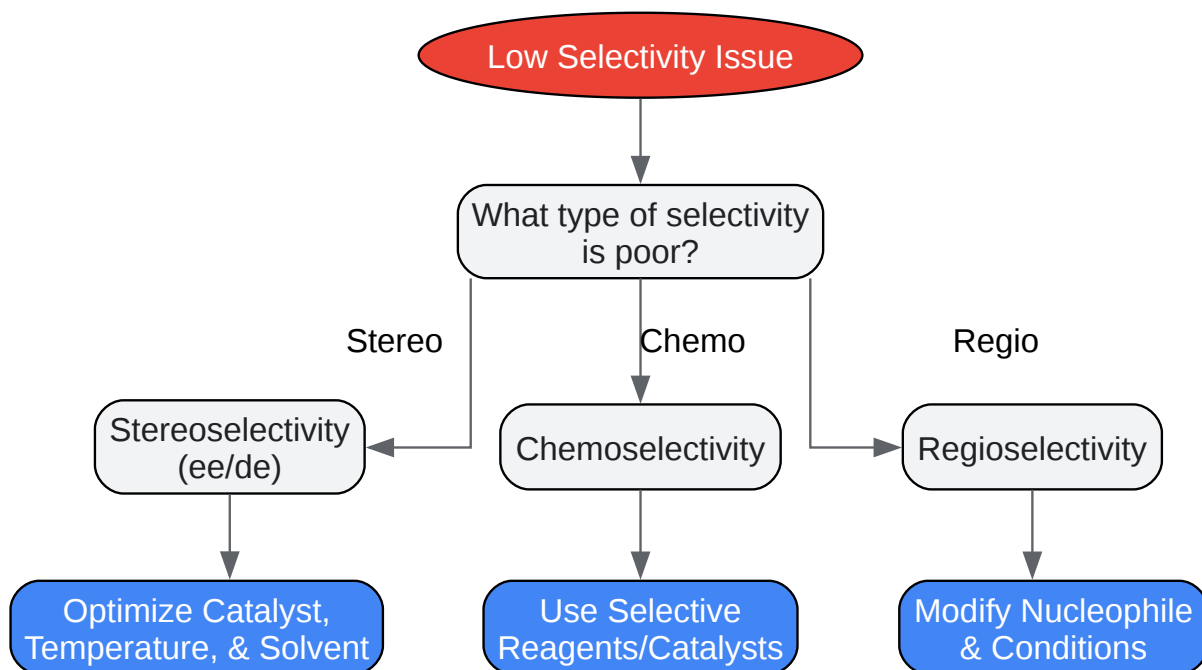 Low Selectivity Issue
What type of selectivity
is poor?
Stereo
Chemo
Regio
Stereoselectivity
(ee/de)
Chemoselectivity
Regioselectivity
Optimize Catalyst,
Temperature, & Solvent
Use Selective
Reagents/Catalysts
Modify Nucleophile
& Conditions